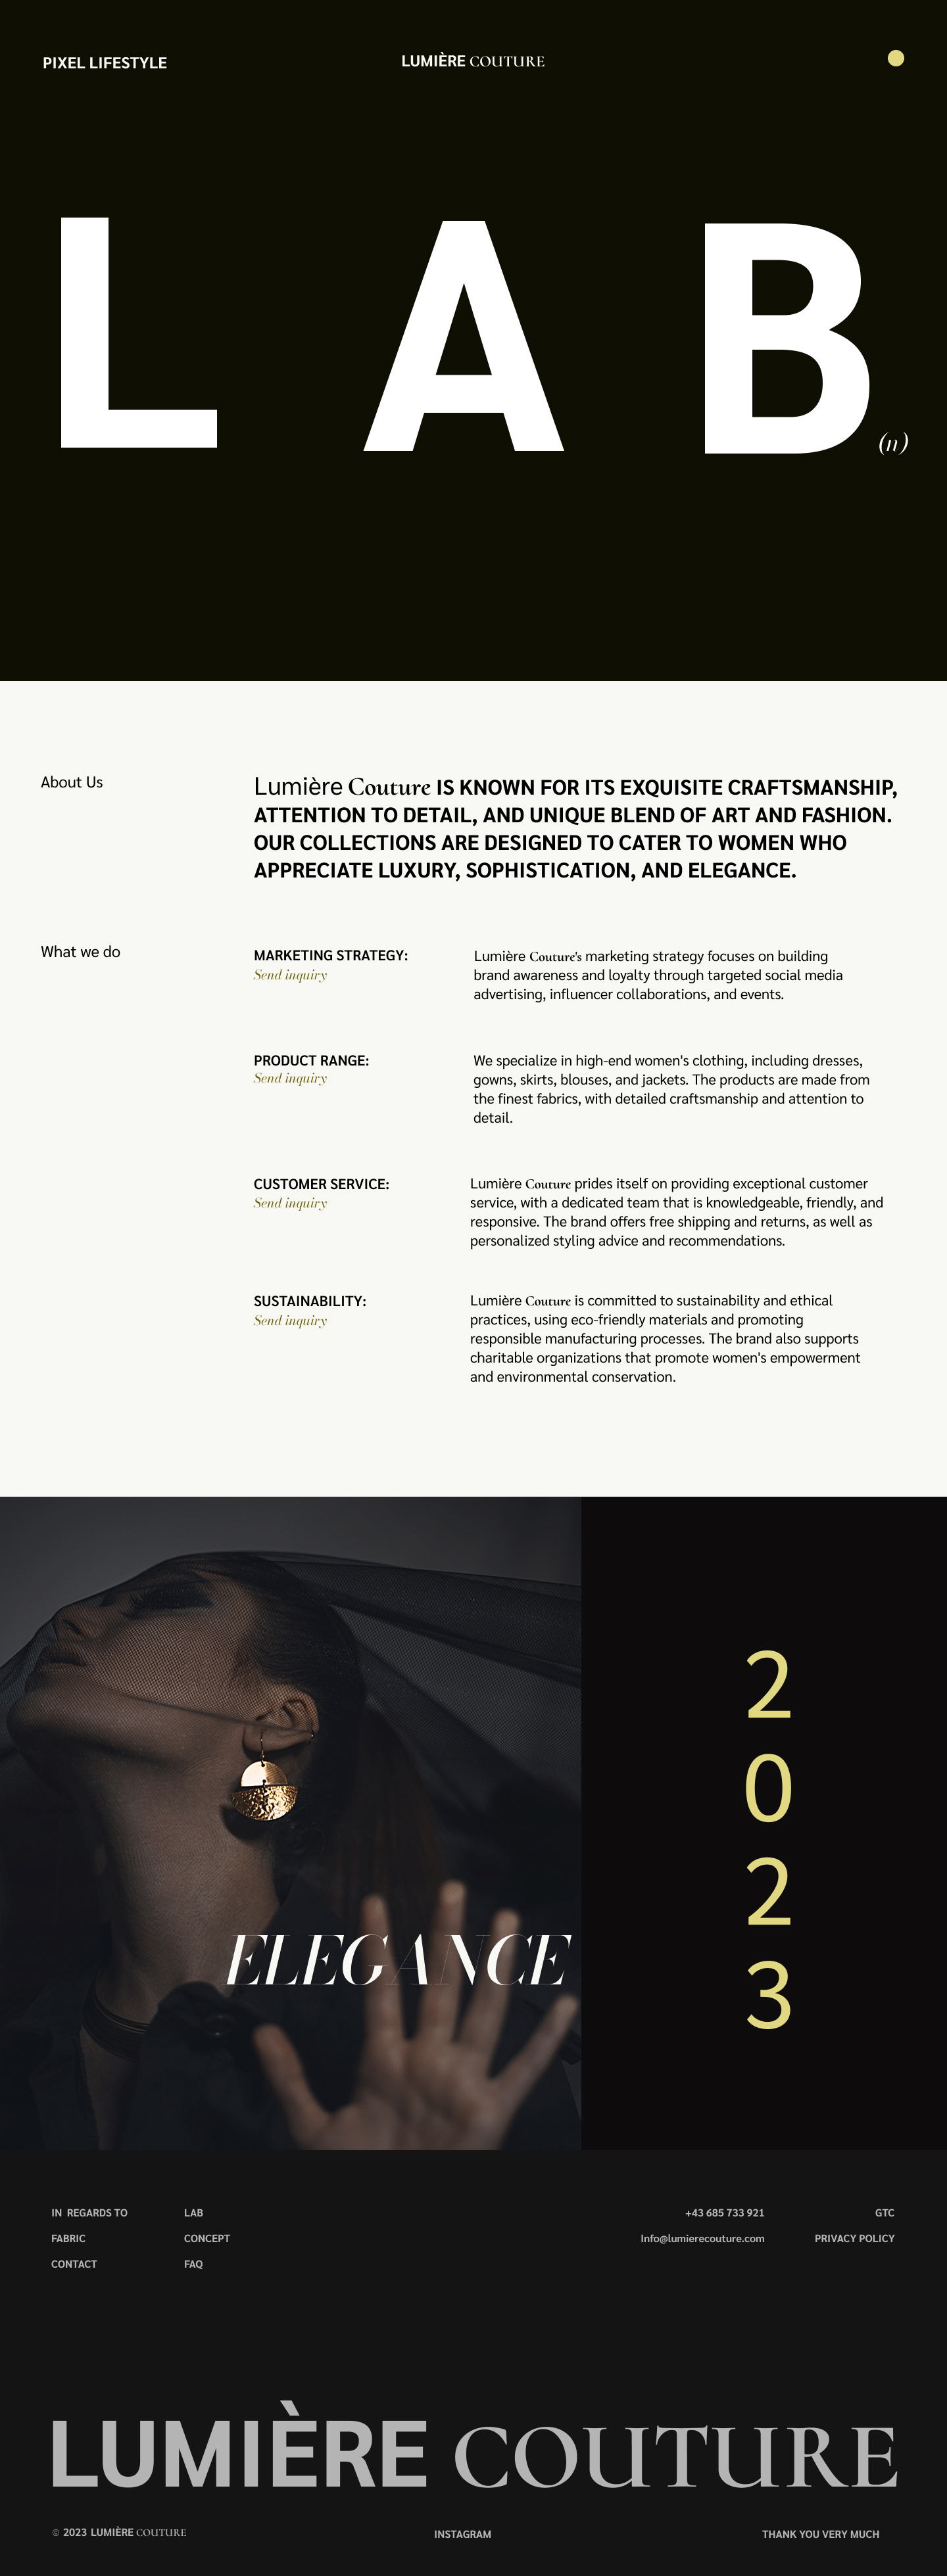 PIXEL LIFESTYLE
LUMIÈRE COUTURE
L A B (n)
About Us
Lumière Couture IS KNOWN FOR ITS EXQUISITE CRAFTSMANSHIP,
ATTENTION TO DETAIL, AND UNIQUE BLEND OF ART AND FASHION.
OUR COLLECTIONS ARE DESIGNED TO CATER TO WOMEN WHO
APPRECIATE LUXURY, SOPHISTICATION, AND ELEGANCE.
What we do
MARKETING STRATEGY:
Send inquiry
Lumière Couture's marketing strategy focuses on building
brand awareness and loyalty through targeted social media
advertising, influencer collaborations, and events.
PRODUCT RANGE:
Send inquiry
We specialize in high-end women's clothing, including dresses,
gowns, skirts, blouses, and jackets. The products are made from
the finest fabrics, with detailed craftsmanship and attention to
detail.
CUSTOMER SERVICE:
Send inquiry
Lumière Couture prides itself on providing exceptional customer
service, with a dedicated team that is knowledgeable, friendly, and
responsive. The brand offers free shipping and returns, as well as
personalized styling advice and recommendations.
SUSTAINABILITY:
Send inquiry
Lumière Couture is committed to sustainability and ethical
practices, using eco-friendly materials and promoting
responsible manufacturing processes. The brand also supports
charitable organizations that promote women's empowerment
and environmental conservation.
ELEGANCE
2
0
2
3
IN REGARDS TO
FABRIC
CONTACT
LAB
CONCEPT
FAQ
+43 685 733 921
Info@lumierecouture.com
GTC
PRIVACY POLICY
LUMIÈRE COUTURE
© 2023 LUMIÈRE COUTURE
INSTAGRAM
THANK YOU VERY MUCH